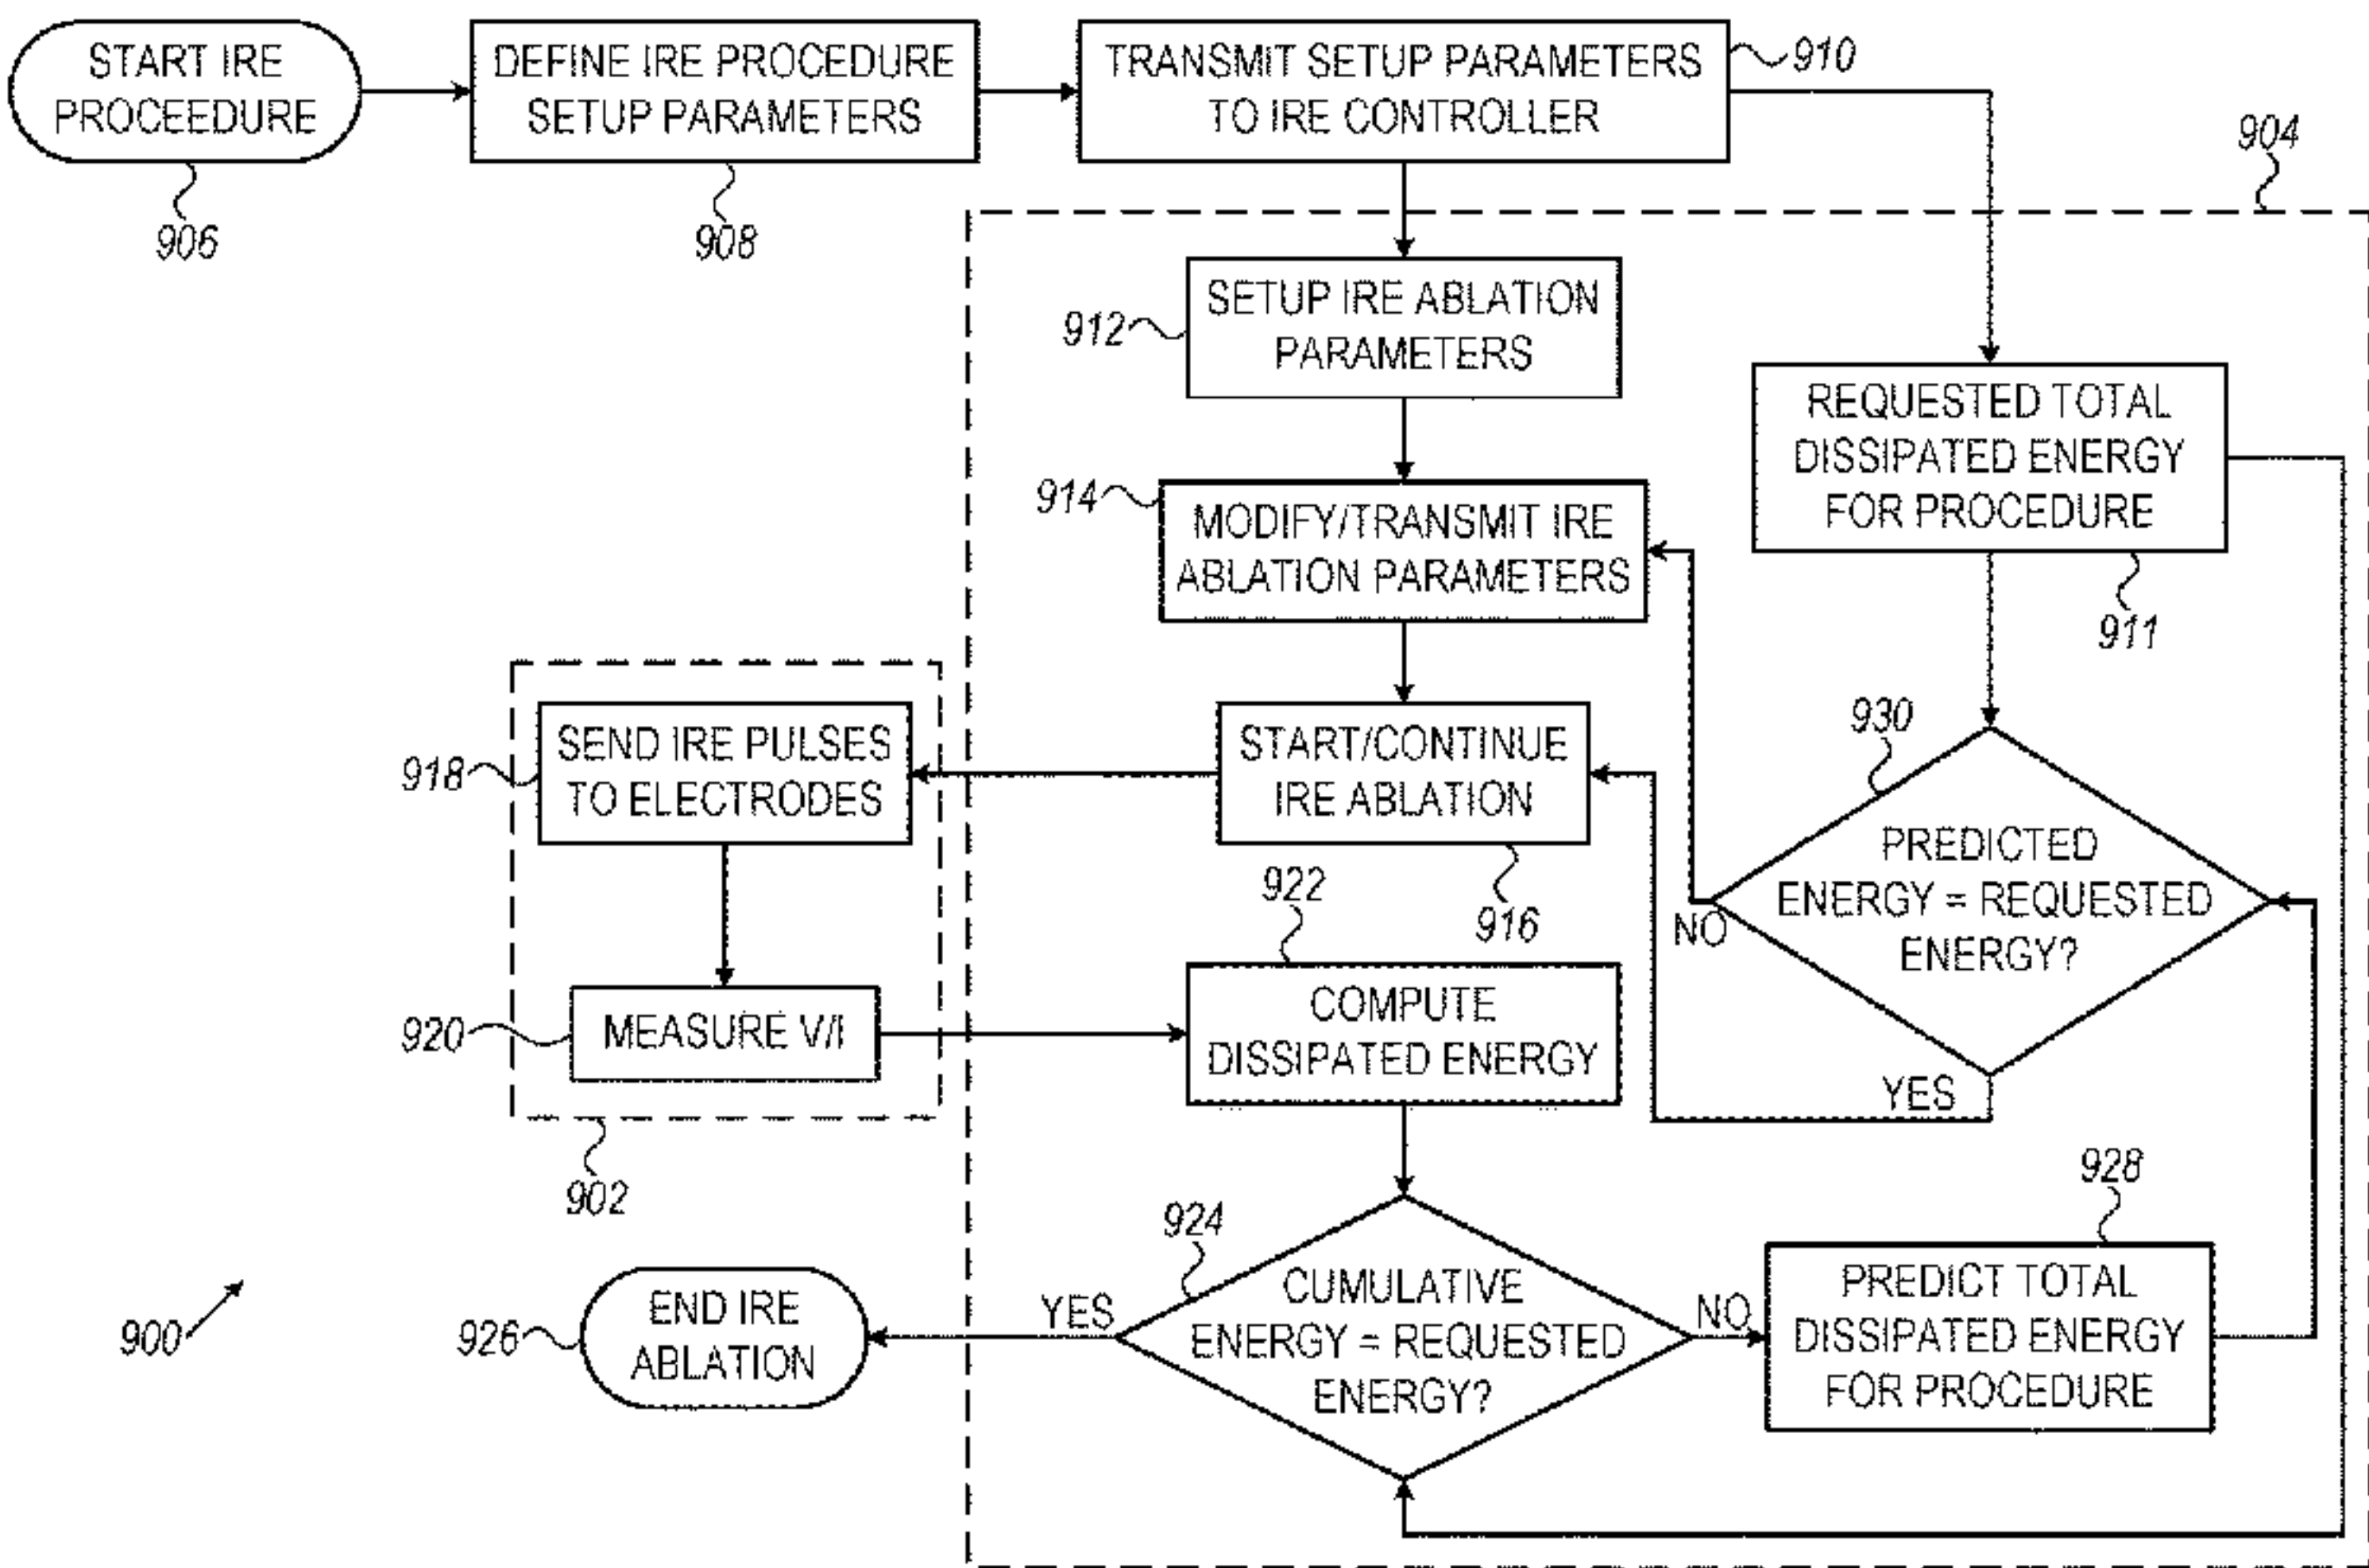 START IRE
PROCEEDURE
906
DEFINE IRE PROCEDURE
SETUP PARAMETERS
908
TRANSMIT SETUP PARAMETERS
TO IRE CONTROLLER
910
904
SETUP IRE ABLATION
PARAMETERS
912
REQUESTED TOTAL
DISSIPATED ENERGY
FOR PROCEDURE
911
914
MODIFY/TRANSMIT IRE
ABLATION PARAMETERS
SEND IRE PULSES
TO ELECTRODES
918
START/CONTINUE
IRE ABLATION
916
930
PREDICTED
ENERGY = REQUESTED
ENERGY?
NO
YES
920
MEASURE V/I
902
922
COMPUTE
DISSIPATED ENERGY
924
CUMULATIVE
ENERGY = REQUESTED
ENERGY?
YES
NO
928
PREDICT TOTAL
DISSIPATED ENERGY
FOR PROCEDURE
END IRE
ABLATION
926
900